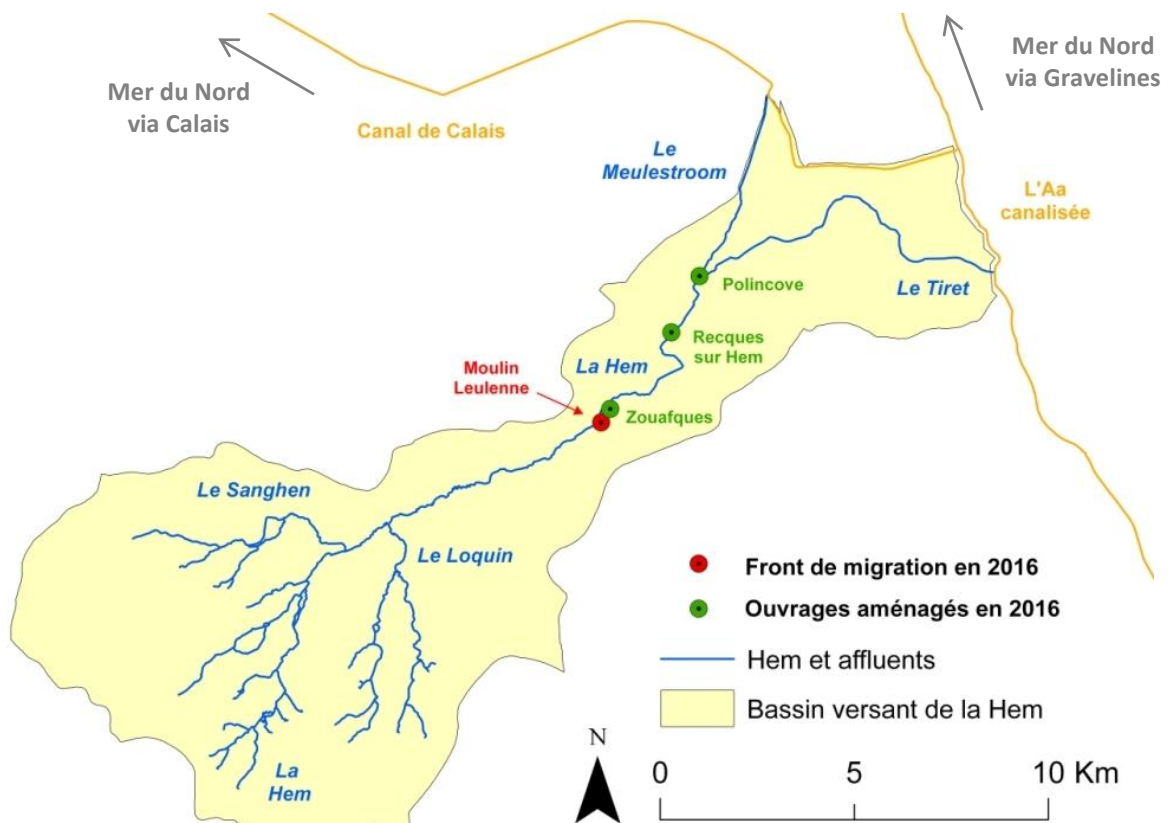 Mer du Nord
via Calais
Mer du Nord
via Gravelines
Canal de Calais
Le
Meulestroom
L'Aa
canalisée
Polincove
Le Tiret
Recques
sur Hem
La Hem
Moulin
Leulenne
Zouafques
Le Sanghen
Le Loquin
La
Hem
Front de migration en 2016
Ouvrages aménagés en 2016
Hem et affluents
Bassin versant de la Hem
N
0 5 10 Km